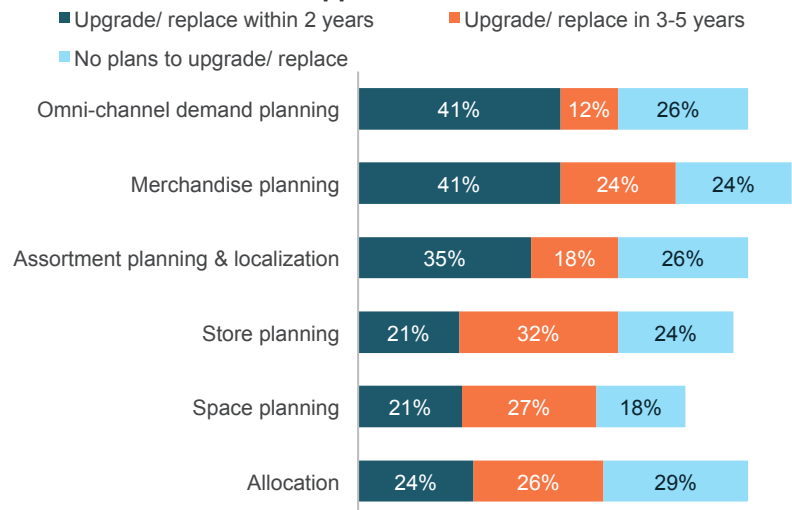 Upgrade/ replace within 2 years
Upgrade/ replace in 3-5 years
No plans to upgrade/ replace
Omni-channel demand planning 41% 12% 26%
Merchandise planning 41% 24% 24%
Assortment planning & localization 35% 18% 26%
Store planning 21% 32% 24%
Space planning 21% 27% 18%
Allocation 24% 26% 29%